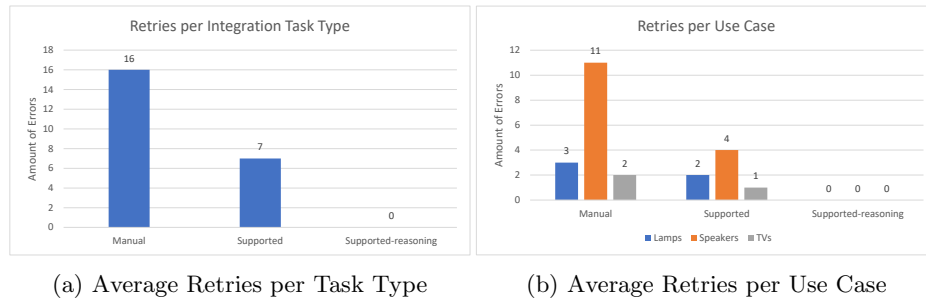 Retries per Integration Task Type
Amount of Errors
18
16
14
12
10
8
6
4
2
0
16
7
0
Manual Supported Supported-reasoning
(a) Average Retries per Task Type
Retries per Use Case
Amount of Errors
12
10
8
6
4
2
0
3 11 2
2 4 1
0 0 0
Manual Supported Supported-reasoning
Lamps Speakers TVs
(b) Average Retries per Use Case